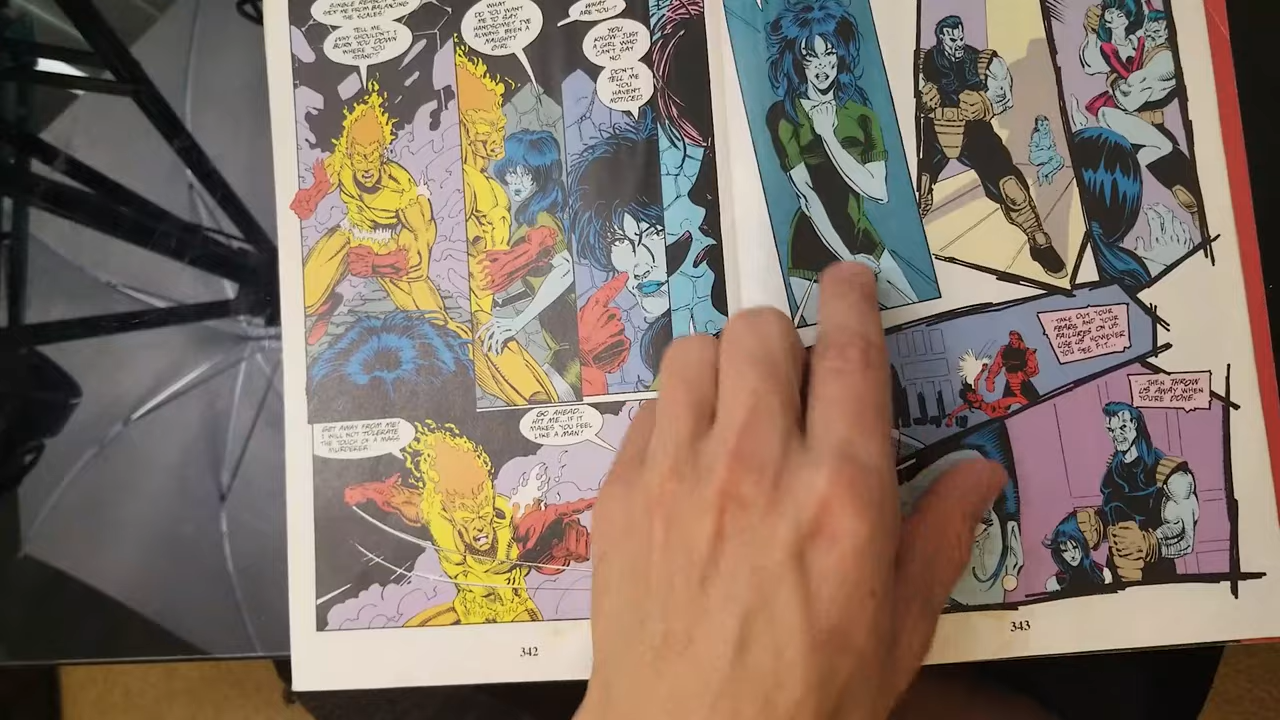 SINGLE REASON I
GOT ME FROM BALANCING
THE SCALES!
TELL ME,
WHY SHOULDN'T I
BURN YOU DOWN
WHERE YOU
STAND?
WHAT
DO YOU WANT
ME TO SAY,
HANDSOME? I'VE
ALWAYS BEEN A
NAUGHTY
GIRL.
WHAT
ARE YOU--?
YOU
KNOW--JUST
A GIRL WHO
CAN'T SAY
NO.
DON'T
TELL ME
YOU
HAVEN'T
NOTICED.
GET AWAY FROM ME!
I WILL NOT TOLERATE
THE TOUCH OF A MASS
MURDERER!
GO AHEAD...
HIT ME...IF IT
MAKES YOU FEEL
LIKE A MAN!
"TAKE OUT YOUR
FEARS AND YOUR
FAILURES ON US.
USE US HOWEVER
YOU SEE FIT...
"...THEN THROW
US AWAY WHEN
YOU'RE DONE.
342
343